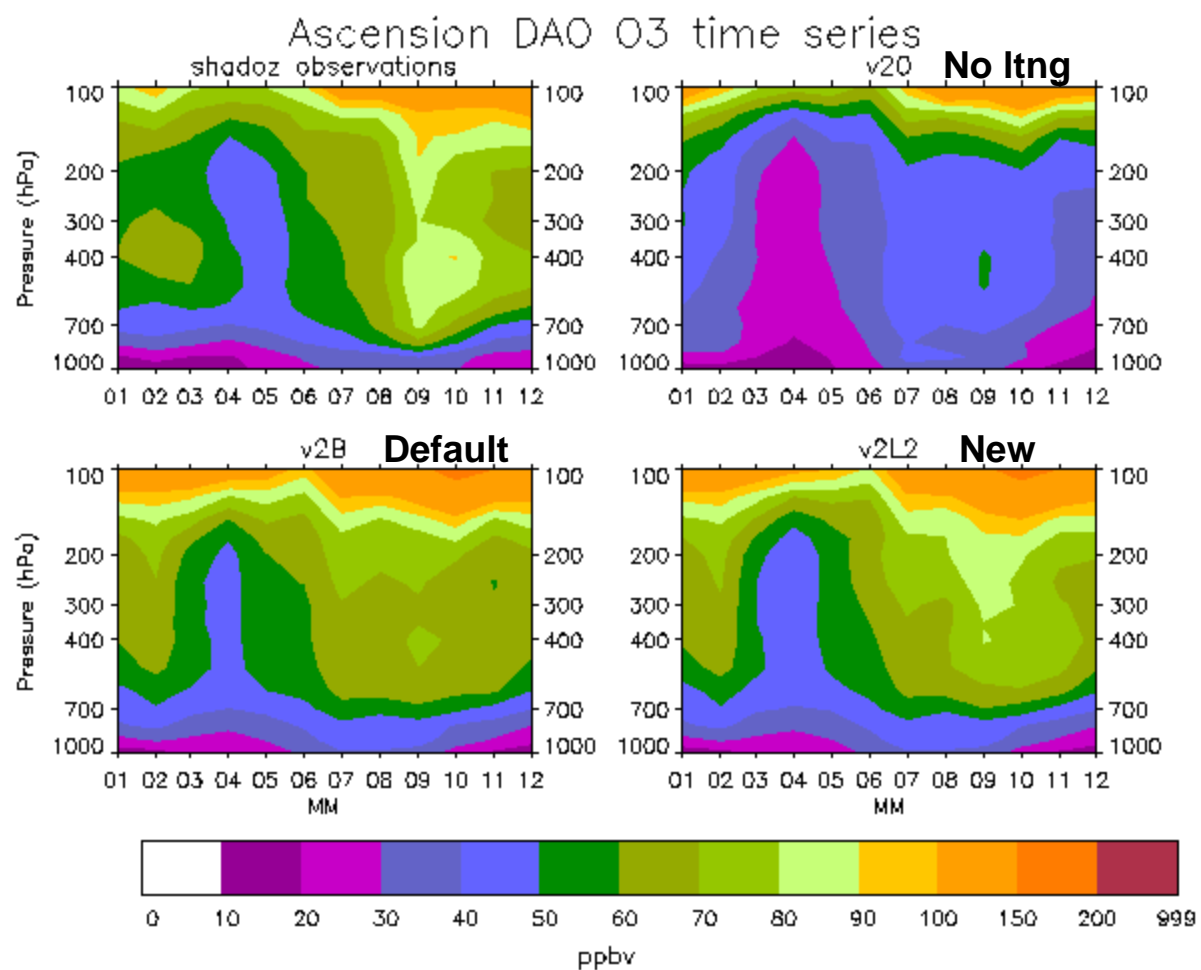 Ascension DAO O3 time series
shadoz observations
v20 No ltng
100 100 100 100
200 200 200 200
300 300 300 300
400 400 400 400
700 700 700 700
1000 1000 1000 1000
Pressure (hPa)
01 02 03 04 05 06 07 08 09 10 11 12 01 02 03 04 05 06 07 08 09 10 11 12
v2B Default
v2L2 New
100 100 100 100
200 200 200 200
300 300 300 300
400 400 400 400
700 700 700 700
1000 1000 1000 1000
Pressure (hPa)
01 02 03 04 05 06 07 08 09 10 11 12 01 02 03 04 05 06 07 08 09 10 11 12
MM MM
0 10 20 30 40 50 60 70 80 90 100 150 200 999
ppbv